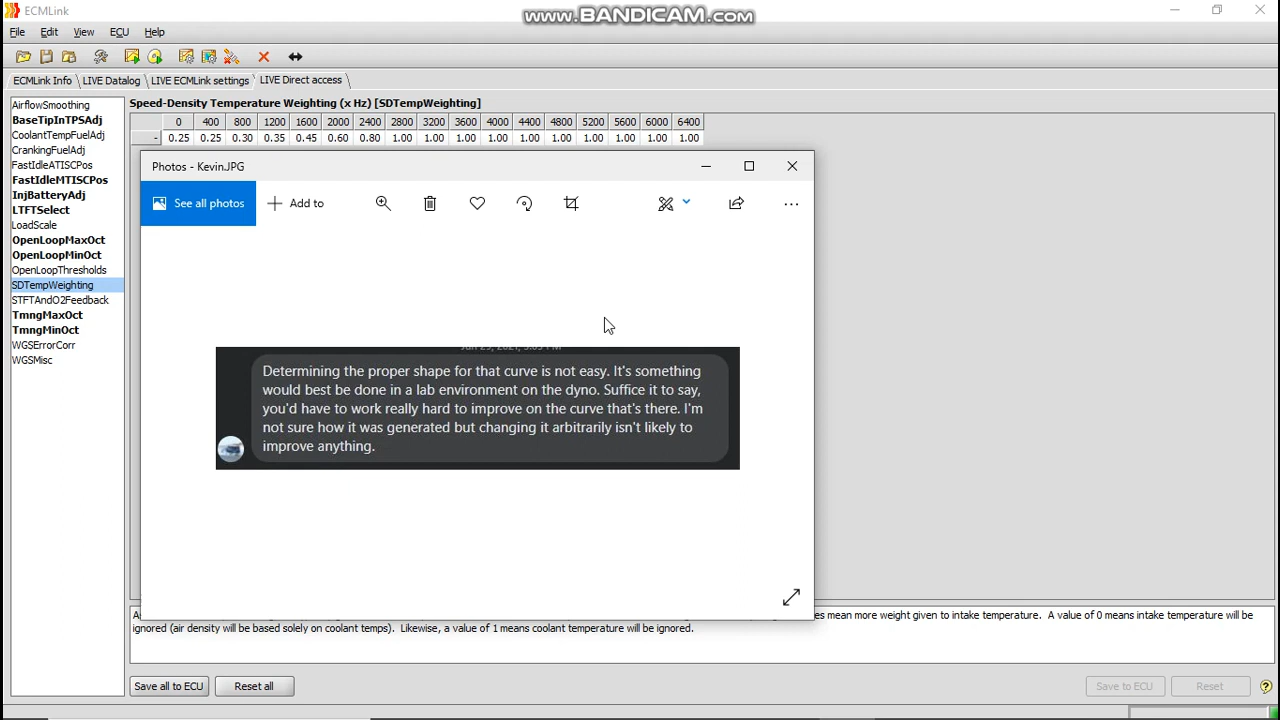 ECMLink
www.BANDICAM.com
File Edit View ECU Help
ECMLink Info LIVE Datalog LIVE ECMLink settings LIVE Direct access
AirflowSmoothing
BaseTipInTPSAdj
CoolantTempFuelAdj
CrankingFuelAdj
FastIdleATISCPos
FastIdleMTISCPos
InjBatteryAdj
LTFTSelect
LoadScale
OpenLoopMaxOct
OpenLoopMinOct
OpenLoopThresholds
SDTempWeighting
STFTAndO2Feedback
TmngMaxOct
TmngMinOct
WGSErrorCorr
WGSMisc
Speed-Density Temperature Weighting (x Hz) [SDTempWeighting]
0 400 800 1200 1600 2000 2400 2800 3200 3600 4000 4400 4800 5200 5600 6000 6400
- 0.25 0.25 0.30 0.35 0.45 0.60 0.80 1.00 1.00 1.00 1.00 1.00 1.00 1.00 1.00 1.00 1.00
Photos - Kevin.JPG
See all photos + Add to
Determining the proper shape for that curve is not easy. It's something
would best be done in a lab environment on the dyno. Suffice it to say,
you'd have to work really hard to improve on the curve that's there. I'm
not sure how it was generated but changing it arbitrarily isn't likely to
improve anything.
mean more weight given to intake temperature. A value of 0 means intake temperature will be
ignored (air density will be based solely on coolant temps). Likewise, a value of 1 means coolant temperature will be ignored.
Save all to ECU Reset all Save to ECU Reset